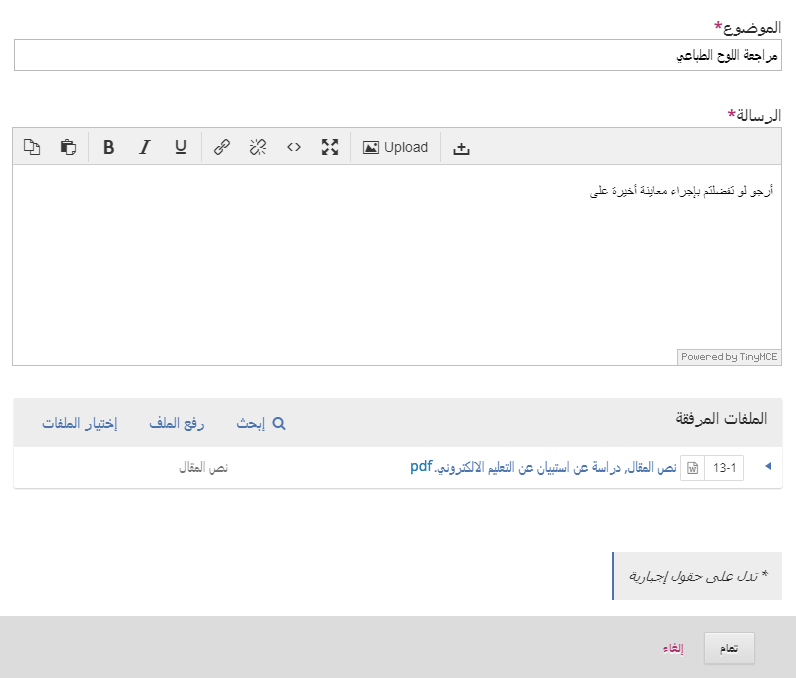 الموضوع*
مراجعة اللوح الطباعي
الرسالة*
B I U <> Upload
أرجو لو تفضلتم بإجراء معاينة أخيرة على
Powered by TinyMCE
الملفات المرفقة
إبحث رفع الملف إختيار الملفات
13-1 نص المقال, دراسة عن استبيان عن التعليم الالكتروني.pdf نص المقال
* تدل على حقول إجبارية
تمام إلغاء